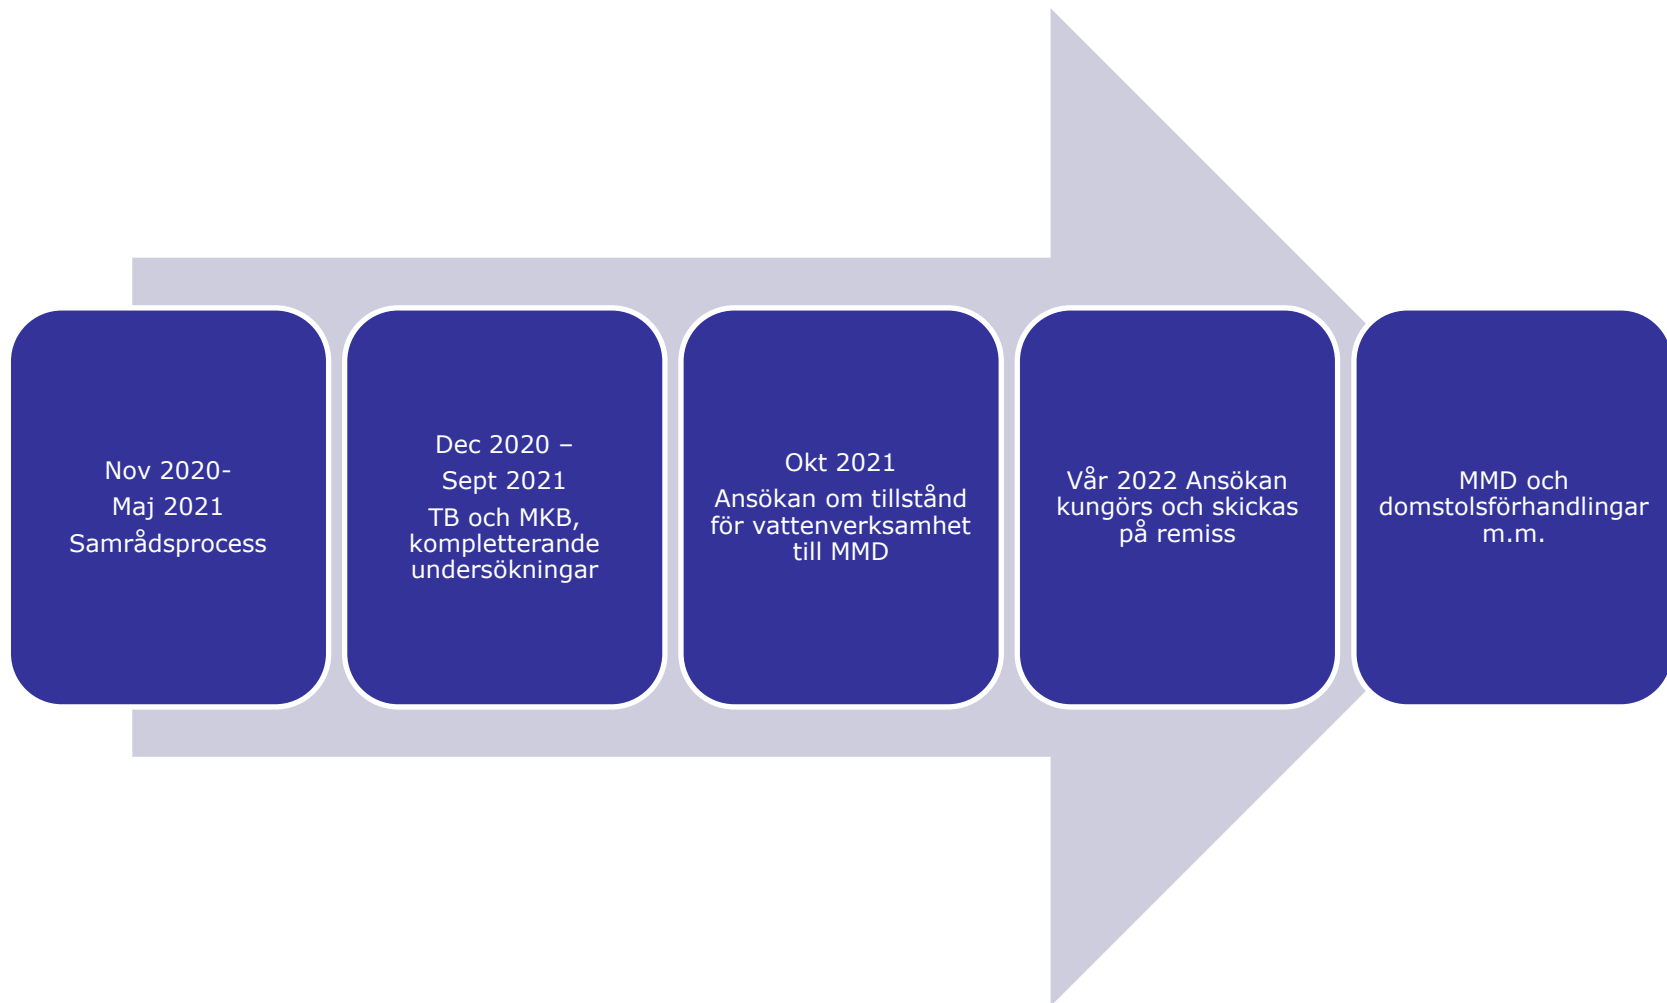 Nov 2020-
Maj 2021
Samrådsprocess
Dec 2020 –
Sept 2021
TB och MKB,
kompletterande
undersökningar
Okt 2021
Ansökan om tillstånd
för vattenverksamhet
till MMD
Vår 2022 Ansökan
kungörs och skickas
på remiss
MMD och
domstolsförhandlingar
m.m.